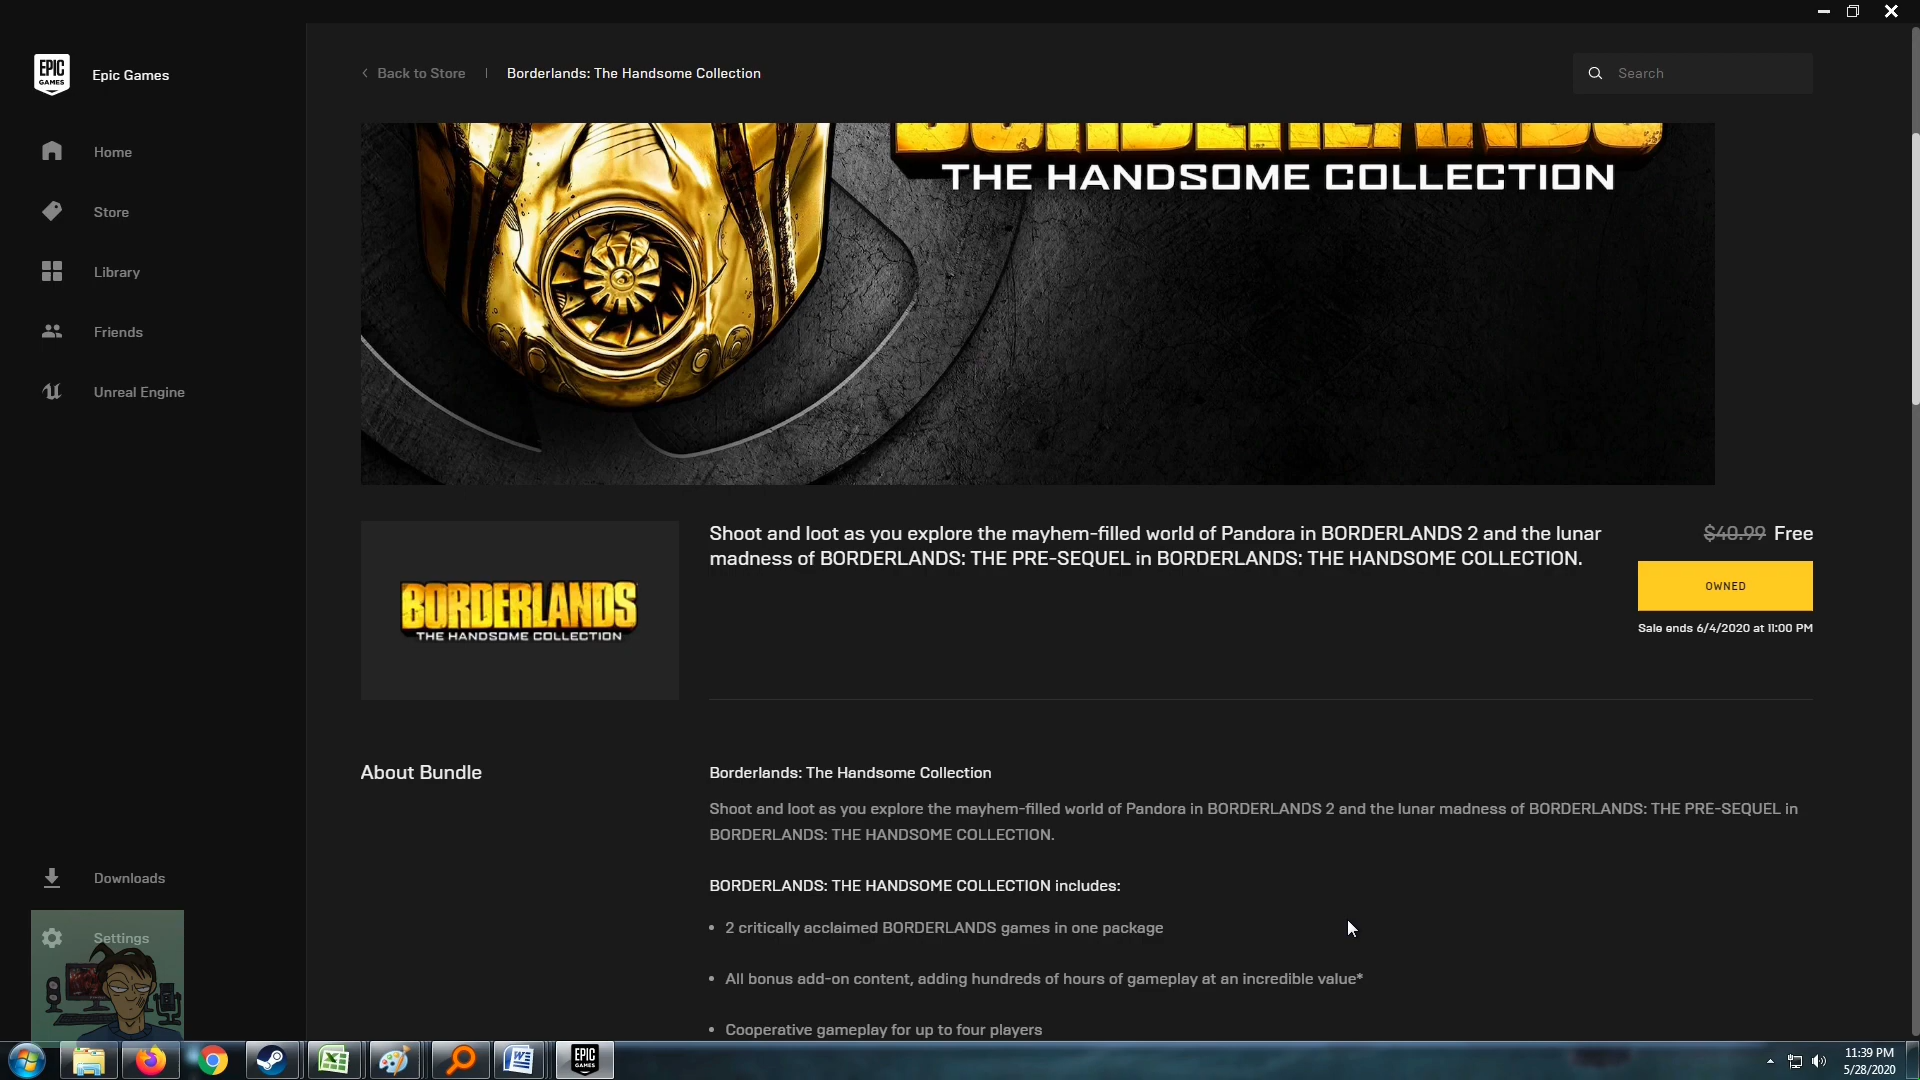 EPIC
GAMES
Epic Games
Home
Store
Library
Friends
Unreal Engine
Downloads
Settings
Back to Store
Borderlands: The Handsome Collection
Search
BORDERLANDS
THE HANDSOME COLLECTION
BORDERLANDS
THE HANDSOME COLLECTION
Shoot and loot as you explore the mayhem-filled world of Pandora in BORDERLANDS 2 and the lunar
madness of BORDERLANDS: THE PRE-SEQUEL in BORDERLANDS: THE HANDSOME COLLECTION.
$40.99 Free
OWNED
Sale ends 6/4/2020 at 11:00 PM
About Bundle
Borderlands: The Handsome Collection
Shoot and loot as you explore the mayhem-filled world of Pandora in BORDERLANDS 2 and the lunar madness of BORDERLANDS: THE PRE-SEQUEL in
BORDERLANDS: THE HANDSOME COLLECTION.
BORDERLANDS: THE HANDSOME COLLECTION includes:
• 2 critically acclaimed BORDERLANDS games in one package
• All bonus add-on content, adding hundreds of hours of gameplay at an incredible value*
• Cooperative gameplay for up to four players
EPIC
GAMES
11:39 PM
5/28/2020